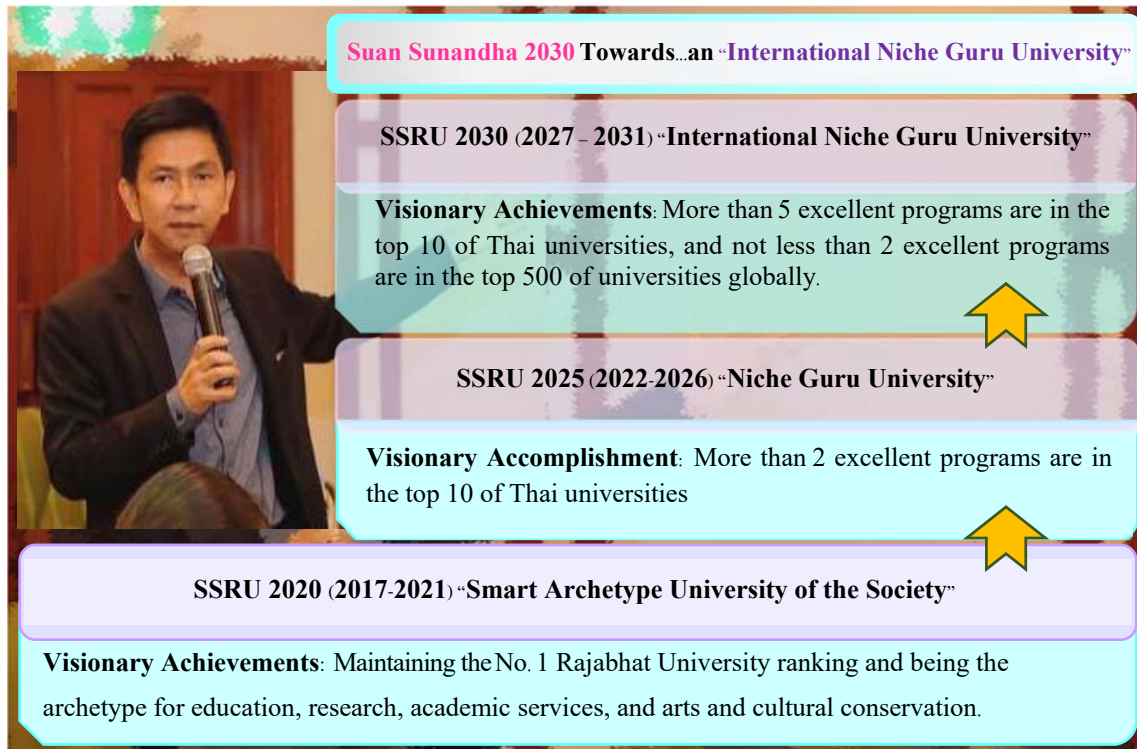 Suan Sunandha 2030 Towards...an “International Niche Guru University”
SSRU 2030 (2027 – 2031) “International Niche Guru University”
Visionary Achievements: More than 5 excellent programs are in the
top 10 of Thai universities, and not less than 2 excellent programs
are in the top 500 of universities globally.
SSRU 2025 (2022-2026) “Niche Guru University”
Visionary Accomplishment: More than 2 excellent programs are in
the top 10 of Thai universities
SSRU 2020 (2017-2021) “Smart Archetype University of the Society”
Visionary Achievements: Maintaining the No. 1 Rajabhat University ranking and being the
archetype for education, research, academic services, and arts and cultural conservation.